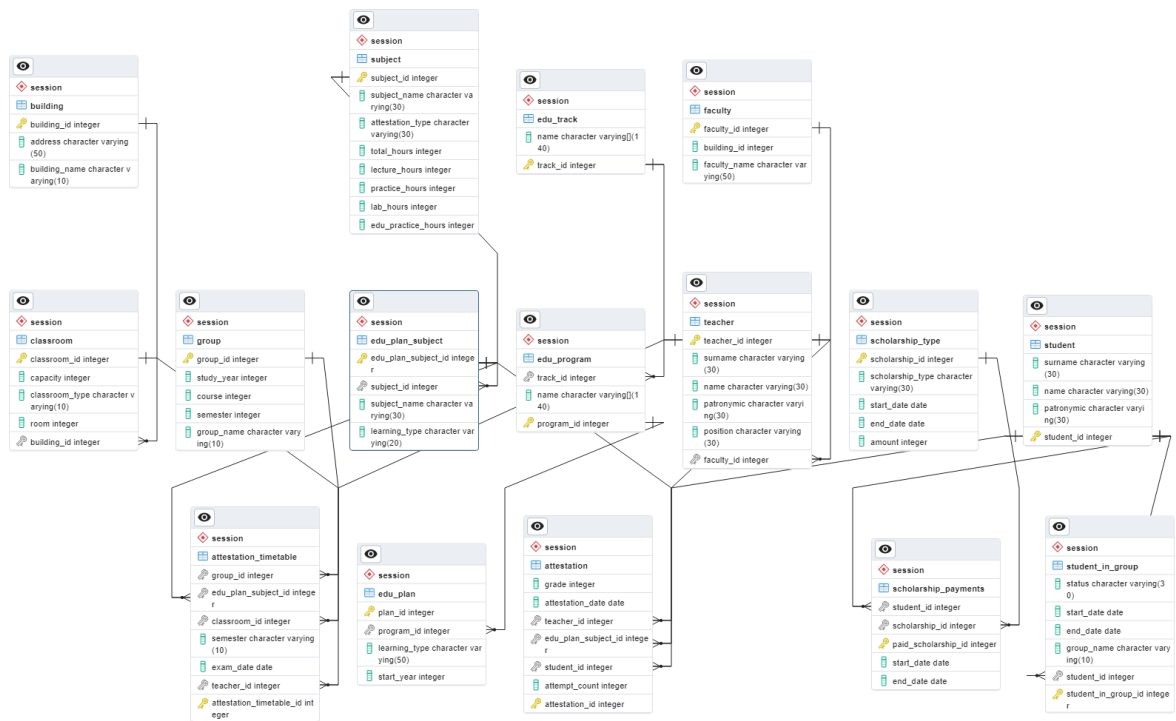 session
subject
subject_id integer
subject_name character va
rying(30)
attestation_type character
varying(30)
total_hours integer
lecture_hours integer
practice_hours integer
lab_hours integer
edu_practice_hours integer
session
building
building_id integer
address character varying
(50)
building_name character v
arying(10)
session
edu_track
name character varying[](1
40)
track_id integer
session
faculty
faculty_id integer
building_id integer
faculty_name character var
ying(50)
session
classroom
classroom_id integer
capacity integer
classroom_type character v
arying(10)
room integer
building_id integer
session
group
group_id integer
study_year integer
course integer
semester integer
group_name character vary
ing(10)
session
edu_plan_subject
edu_plan_subject_id intege
r
subject_id integer
subject_name character va
rying(30)
learning_type character va
rying(20)
session
edu_program
track_id integer
name character varying[](1
40)
program_id integer
session
teacher
teacher_id integer
surname character varying
(30)
name character varying(30)
patronymic character varyi
ng(30)
position character varying
(30)
faculty_id integer
session
scholarship_type
scholarship_id integer
scholarship_type character
varying(30)
start_date date
end_date date
amount integer
session
student
surname character varying
(30)
name character varying(30)
patronymic character varyi
ng(30)
student_id integer
session
attestation_timetable
group_id integer
edu_plan_subject_id intege
r
classroom_id integer
semester character varying
(10)
exam_date date
teacher_id integer
attestation_timetable_id int
eger
session
edu_plan
plan_id integer
program_id integer
learning_type character va
rying(50)
start_year integer
session
attestation
grade integer
attestation_date date
teacher_id integer
edu_plan_subject_id intege
r
student_id integer
attempt_count integer
attestation_id integer
session
scholarship_payments
student_id integer
scholarship_id integer
paid_scholarship_id integer
start_date date
end_date date
session
student_in_group
status character varying(3
0)
start_date date
end_date date
group_name character vary
ing(10)
student_id integer
student_in_group_id intege
r